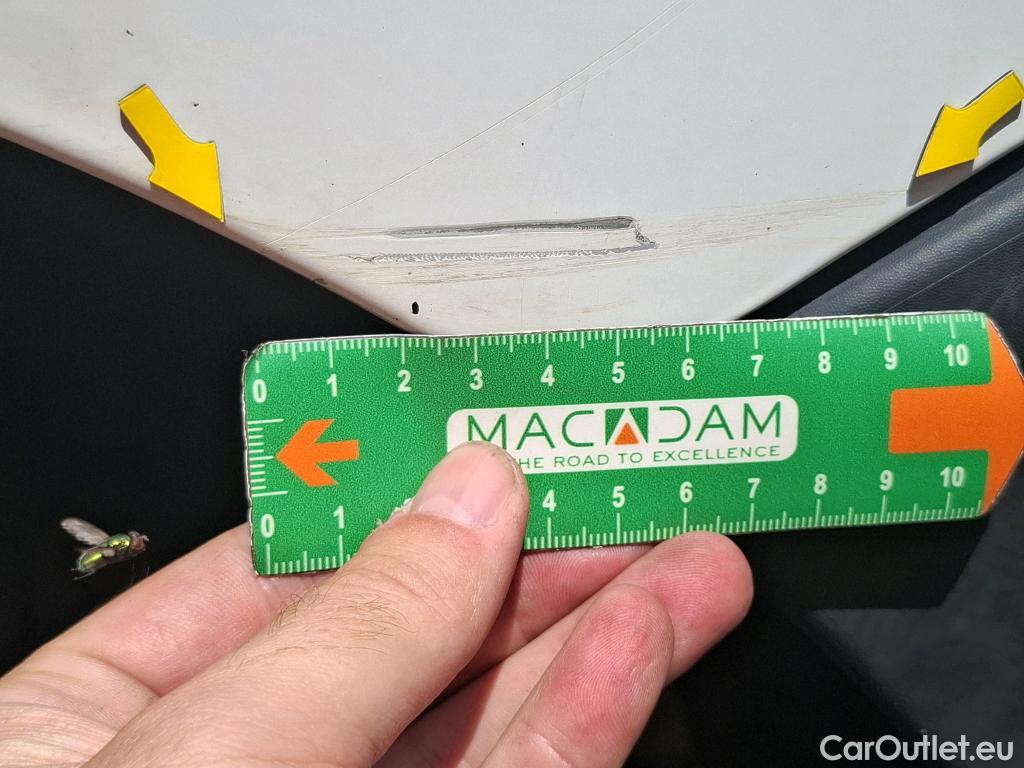 0 1 2 3 4 5 6 7 8 9 10
MACADAM
HE ROAD TO EXCELLENCE
0 1 4 5 6 7 8 9 10
CarOutlet.eu